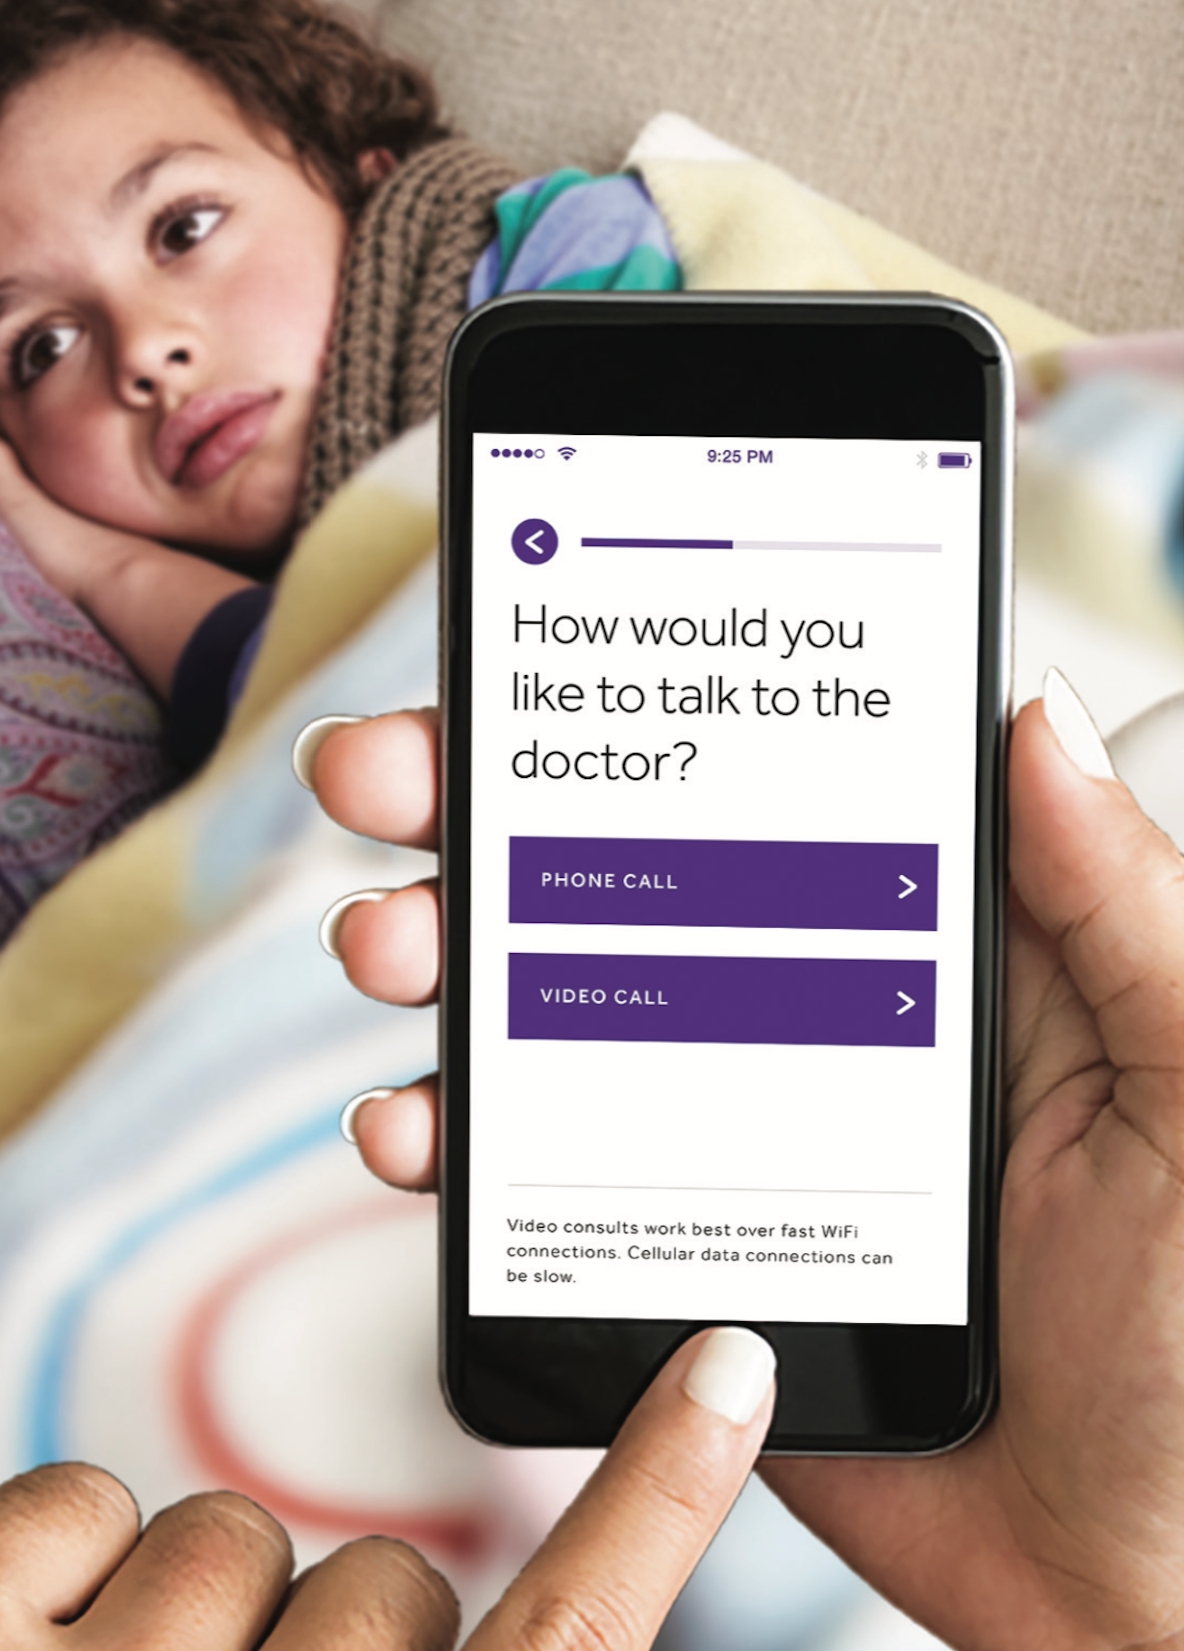 9:25 PM
How would you
like to talk to the
doctor?
PHONE CALL
VIDEO CALL
Video consults work best over fast WiFi
connections. Cellular data connections can
be slow.